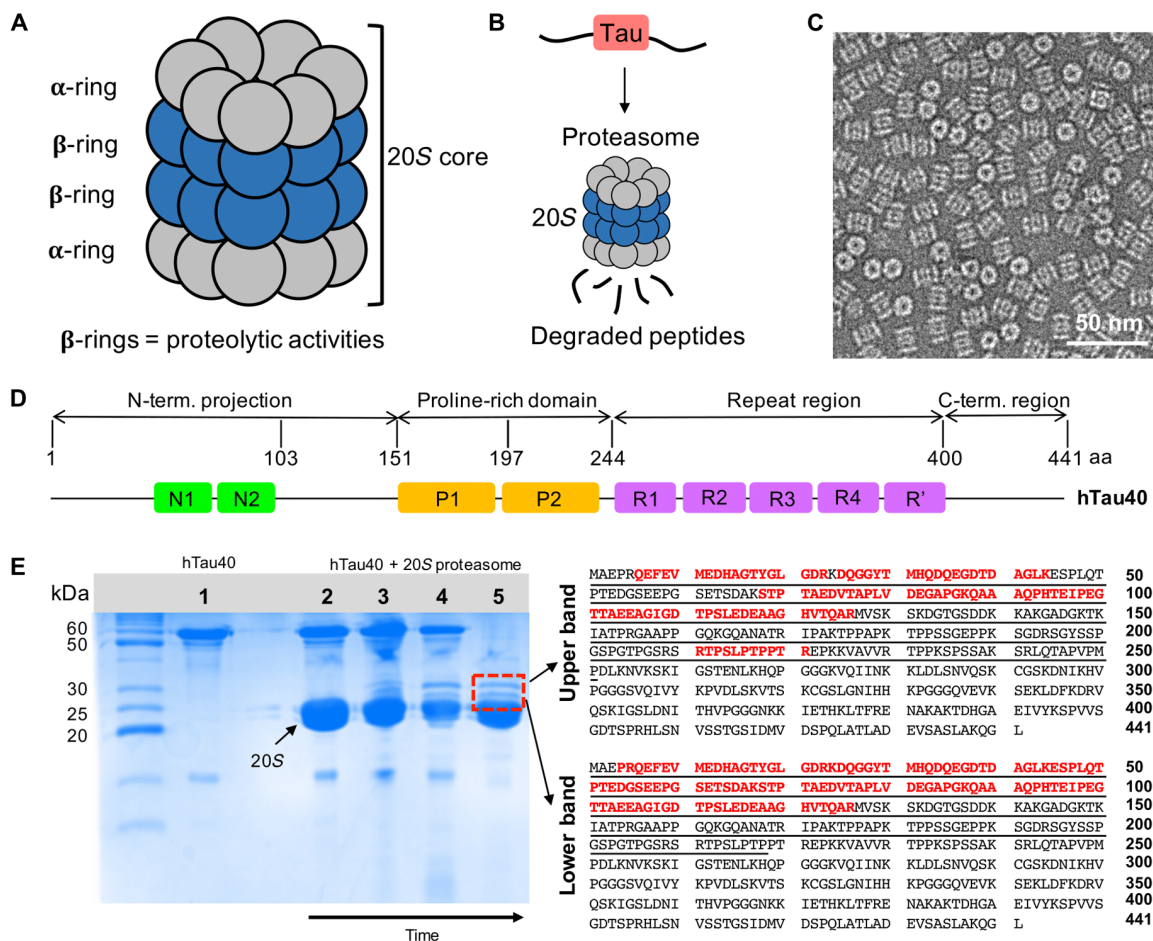 A
α-ring
β-ring
β-ring
α-ring
20S core
β-rings = proteolytic activities
B
Tau
Proteasome
20S
Degraded peptides
C
50 nm
D
N-term. projection
Proline-rich domain
Repeat region
C-term. region
1 103 151 197 244 400 441 aa
N1 N2 P1 P2 R1 R2 R3 R4 R'
hTau40
E
hTau40
hTau40 + 20S proteasome
kDa
1 2 3 4 5
60
50
30
25
20
20S
Time
Upper band
MAEPRQEFEV MEDHAGTYGL GDRKDQGGYT MHQDQEGDTD AGLKESPLQT 50
PTEDGSEEPG SETSDAKSTP TAEDVTAPLV DEGAPGKQAA AQPHTEIPEG 100
TTAEEAGIGD TPSLEDEAAG HVTQARMVSK SKDGTGSDDK KAKGADGKTK 150
IATPRGAAPP GQKGQANATR IPAKTPPAPK TPPSSGEPPK SGDRSGYSSP 200
GSPGTPGSRS RTPSLPTPPT REPKKVAVVR TPPKSPSSAK SRLQTAPVPM 250
PDLKNVKSKI GSTENLKHQP GGGKVQIINK KLDLSNVQSK CGSKDNIKHV 300
PGGGSVQIVY KPVDLSKVTS KCGSLGNIHH KPGGGQVEVK SEKLDFKDRV 350
QSKIGSLDNI THVPGGGNKK IETHKLTFRE NAKAKTDHGA EIVYKSPVVS 400
GDTSPRHLSN VSSTGSIDMV DSPQLATLAD EVSASLAKQG L 441
Lower band
MAEPRQEFEV MEDHAGTYGL GDRKDQGGYT MHQDQEGDTD AGLKESPLQT 50
PTEDGSEEPG SETSDAKSTP TAEDVTAPLV DEGAPGKQAA AQPHTEIPEG 100
TTAEEAGIGD TPSLEDEAAG HVTQARMVSK SKDGTGSDDK KAKGADGKTK 150
IATPRGAAPP GQKGQANATR IPAKTPPAPK TPPSSGEPPK SGDRSGYSSP 200
GSPGTPGSRS RTPSLPTPPT REPKKVAVVR TPPKSPSSAK SRLQTAPVPM 250
PDLKNVKSKI GSTENLKHQP GGGKVQIINK KLDLSNVQSK CGSKDNIKHV 300
PGGGSVQIVY KPVDLSKVTS KCGSLGNIHH KPGGGQVEVK SEKLDFKDRV 350
QSKIGSLDNI THVPGGGNKK IETHKLTFRE NAKAKTDHGA EIVYKSPVVS 400
GDTSPRHLSN VSSTGSIDMV DSPQLATLAD EVSASLAKQG L 441